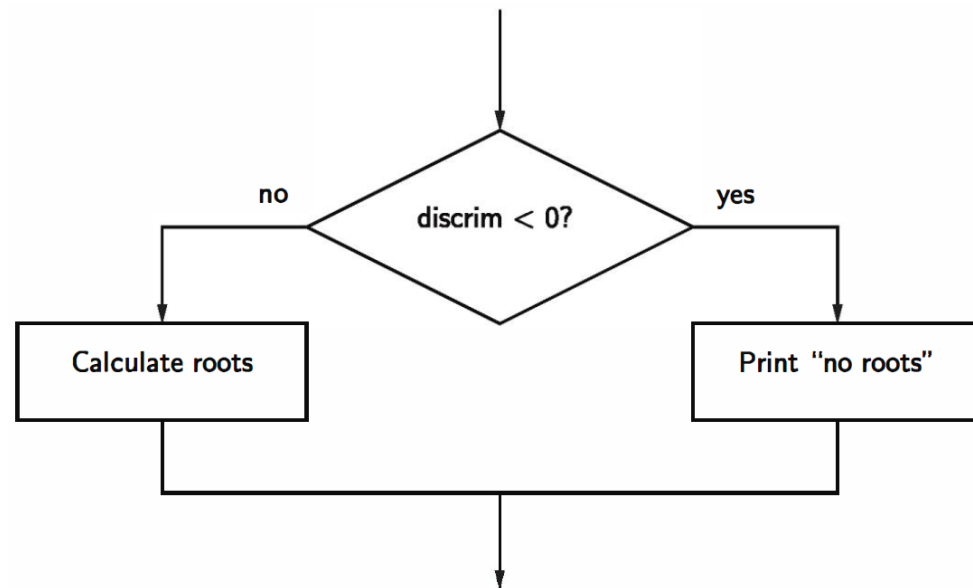 no
discrim < 0?
yes
Calculate roots
Print “no roots”